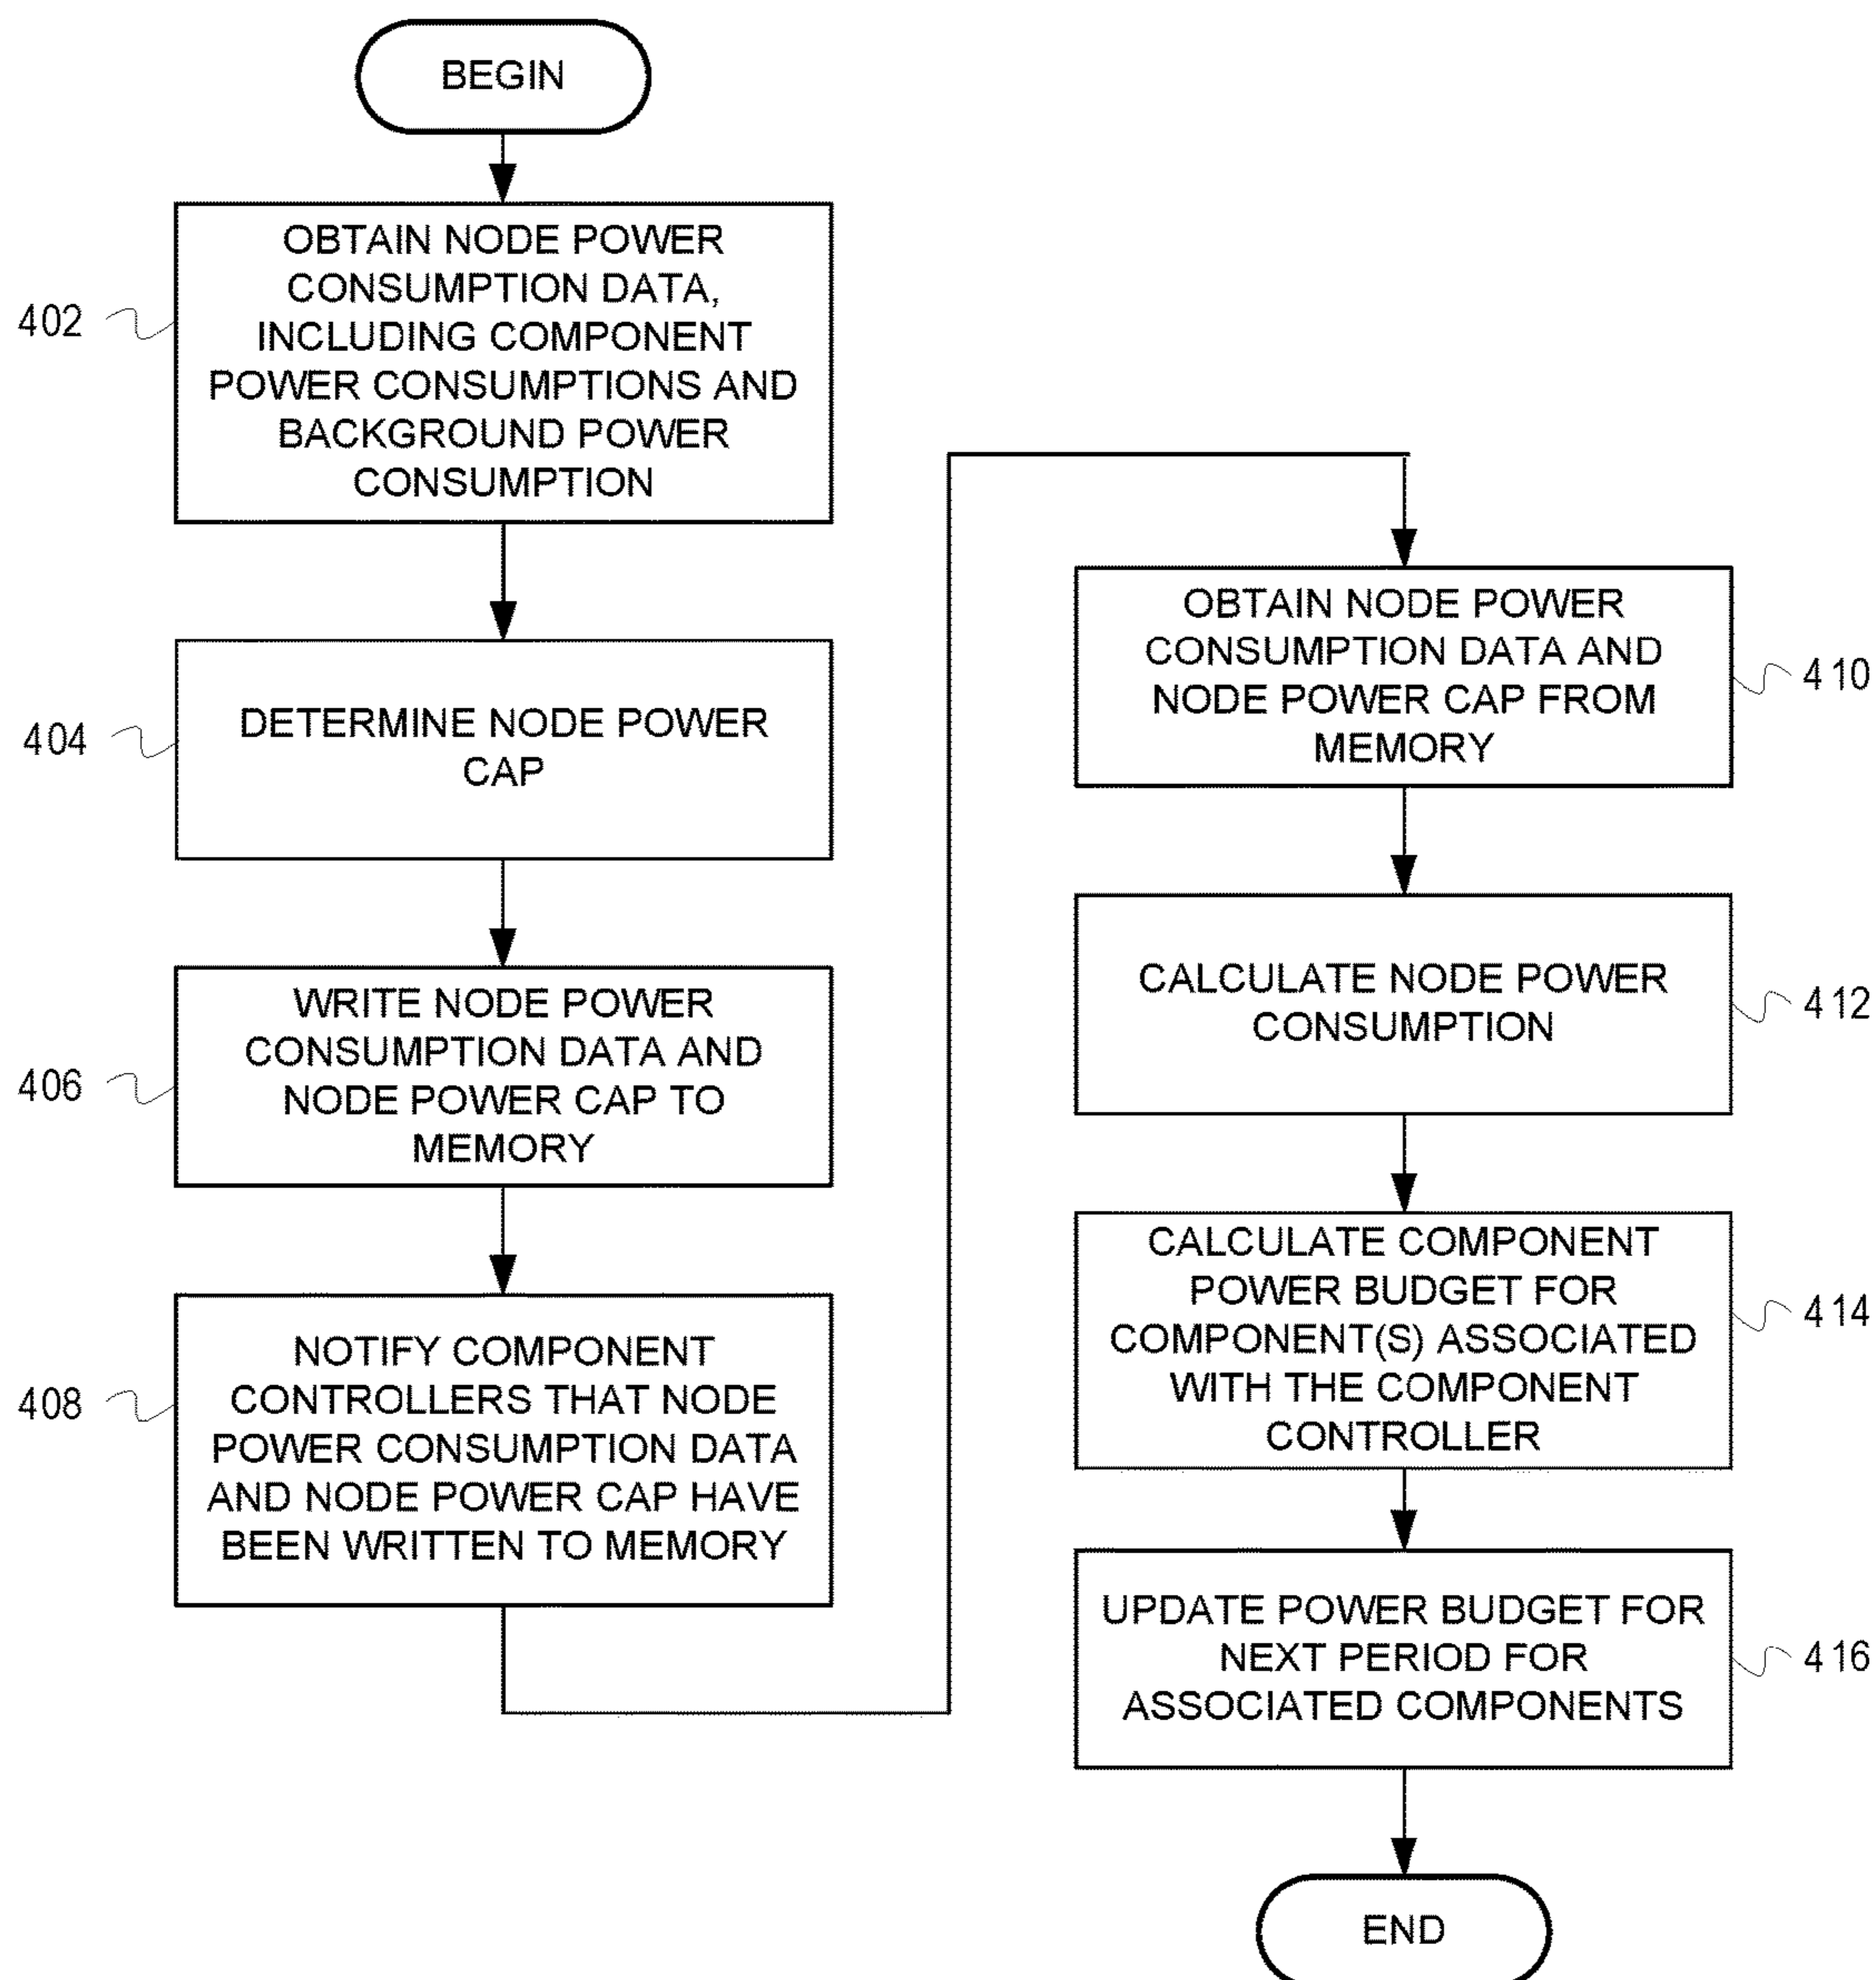 BEGIN
402
OBTAIN NODE POWER
CONSUMPTION DATA,
INCLUDING COMPONENT
POWER CONSUMPTIONS AND
BACKGROUND POWER
CONSUMPTION
404
DETERMINE NODE POWER
CAP
406
WRITE NODE POWER
CONSUMPTION DATA AND
NODE POWER CAP TO
MEMORY
408
NOTIFY COMPONENT
CONTROLLERS THAT NODE
POWER CONSUMPTION DATA
AND NODE POWER CAP HAVE
BEEN WRITTEN TO MEMORY
OBTAIN NODE POWER
CONSUMPTION DATA AND
NODE POWER CAP FROM
MEMORY
410
CALCULATE NODE POWER
CONSUMPTION
412
CALCULATE COMPONENT
POWER BUDGET FOR
COMPONENT(S) ASSOCIATED
WITH THE COMPONENT
CONTROLLER
414
UPDATE POWER BUDGET FOR
NEXT PERIOD FOR
ASSOCIATED COMPONENTS
416
END